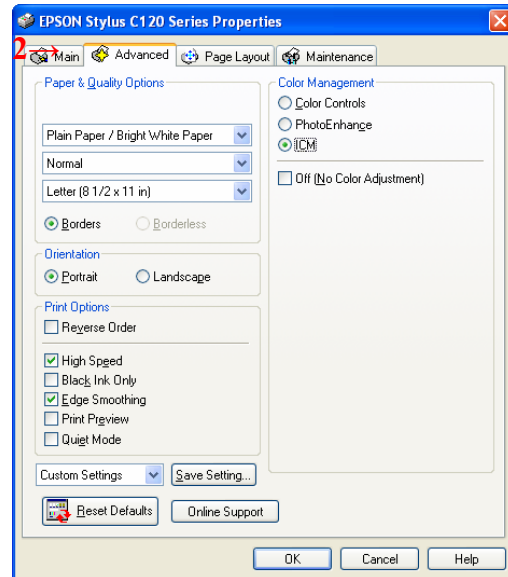 EPSON Stylus C120 Series Properties
2 Main Advanced Page Layout Maintenance
Paper & Quality Options
Plain Paper / Bright White Paper
Normal
Letter (8 1/2 x 11 in)
Borders Borderless
Orientation
Portrait Landscape
Print Options
Reverse Order
High Speed
Black Ink Only
Edge Smoothing
Print Preview
Quiet Mode
Custom Settings Save Setting...
Reset Defaults Online Support
Color Management
Color Controls
PhotoEnhance
ICM
Off (No Color Adjustment)
OK Cancel Help